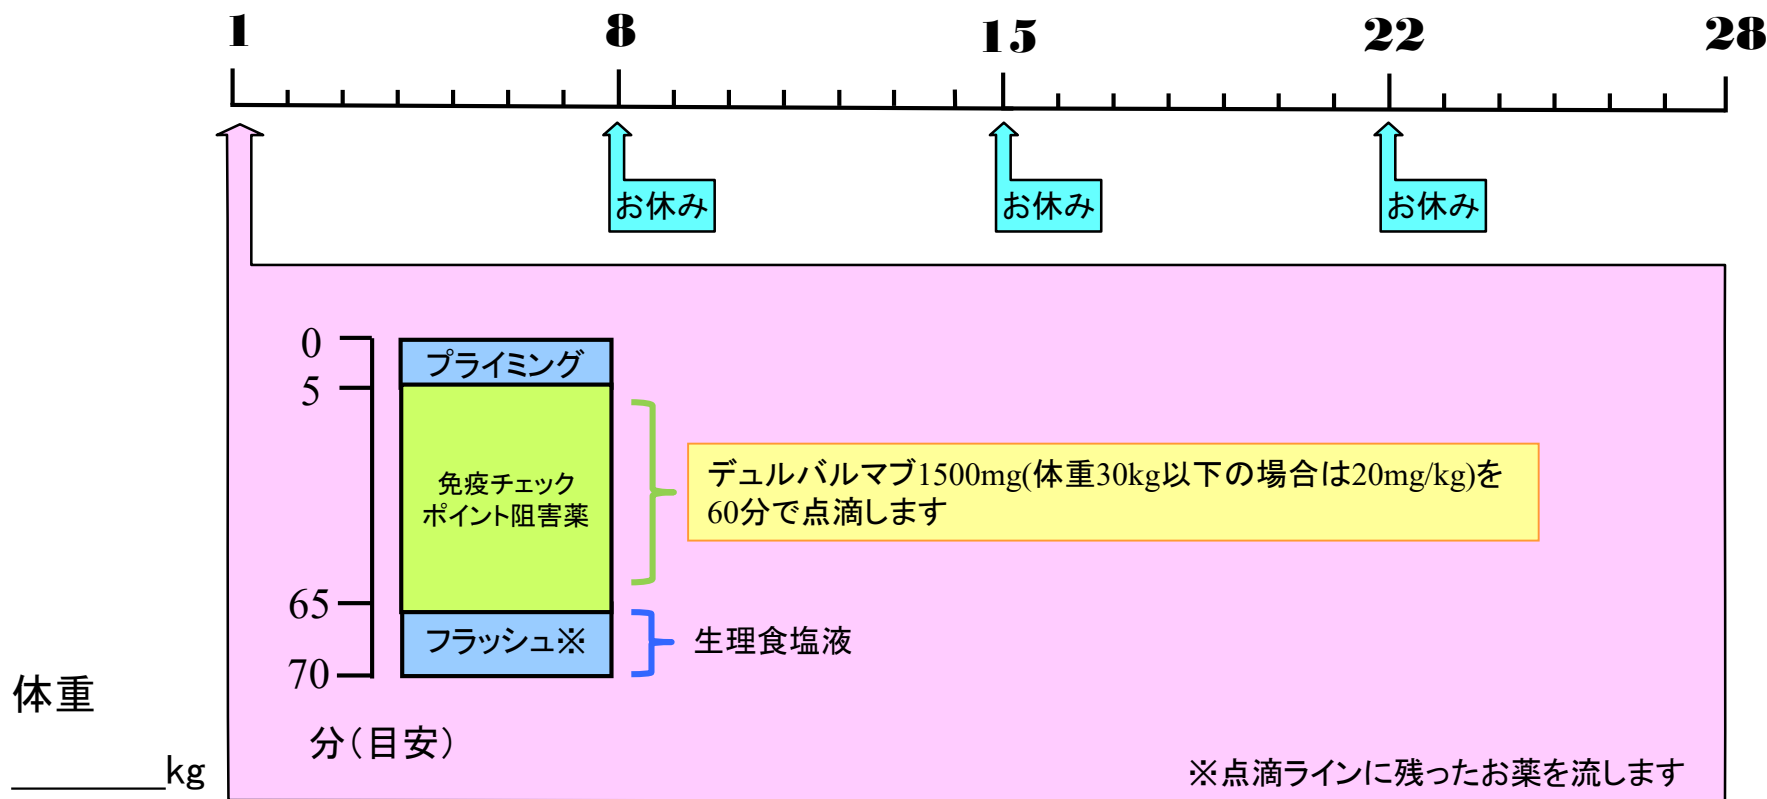 1 8 15 22 28
お休み お休み お休み
0
プライミング
5
免疫チェック
ポイント阻害薬
デュルバルマブ1500mg(体重30kg以下の場合は20mg/kg)を
60分で点滴します
65
フラッシュ※ 生理食塩液
70
体重
分(目安)
________kg
※点滴ラインに残ったお薬を流します